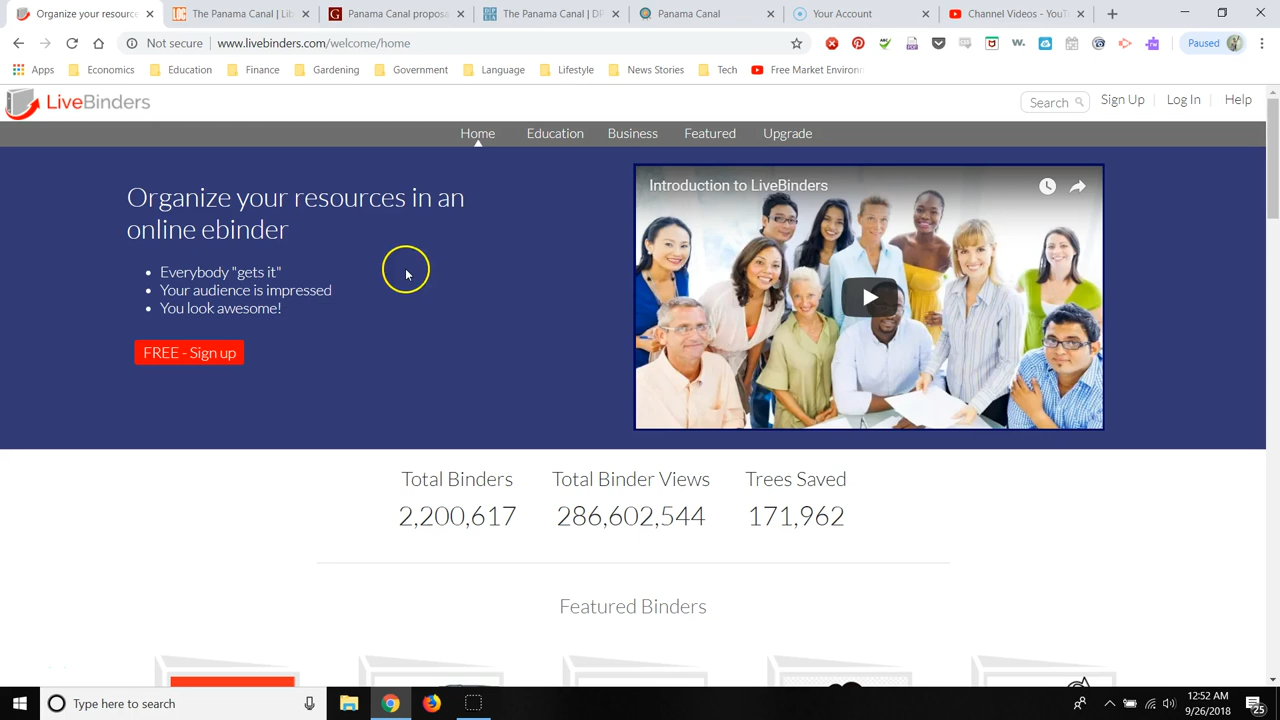 Organize your resourc
The Panama Canal | Lib
Panama Canal propos
The Panama Canal | DP
Panama Canal
Your Account
Channel Videos - YouT
Not secure
www.livebinders.com/welcome/home
Paused
Apps
Economics
Education
Finance
Gardening
Government
Language
Lifestyle
News Stories
Tech
Free Market Environ
LiveBinders
Search
Sign Up
Log In
Help
Home
Education
Business
Featured
Upgrade
Organize your resources in an
online ebinder
• Everybody "gets it"
• Your audience is impressed
• You look awesome!
FREE - Sign up
Introduction to LiveBinders
Total Binders
Total Binder Views
Trees Saved
2,200,617
286,602,544
171,962
Featured Binders
Type here to search
12:52 AM
9/26/2018
25